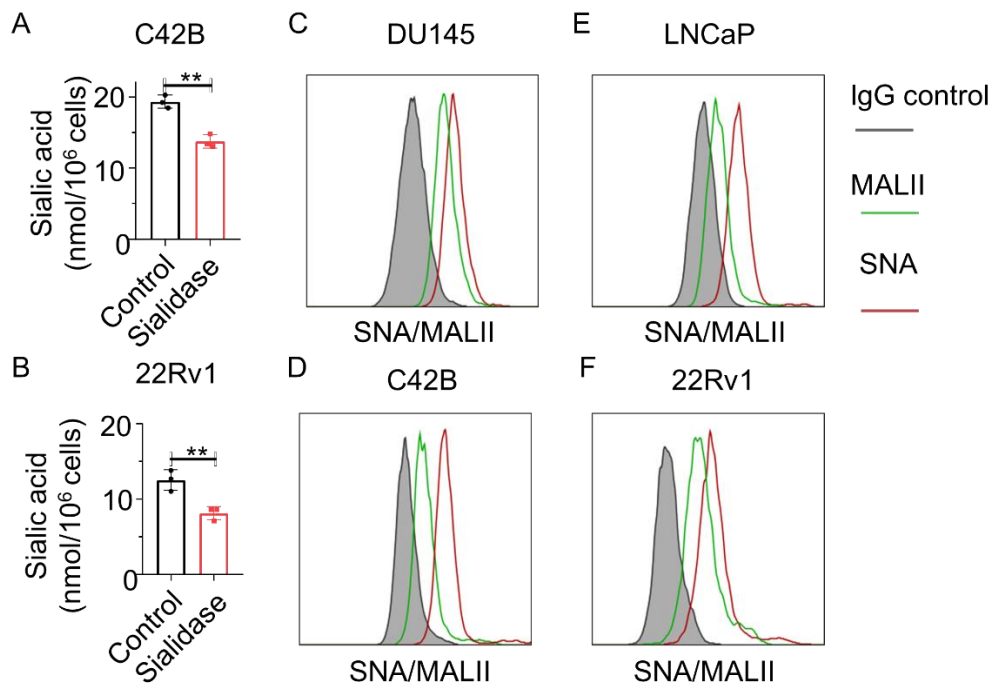 A
C42B
Sialic acid
(nmol/10⁶ cells)
20
10
0
**
Control
Sialidase
B
22Rv1
Sialic acid
(nmol/10⁶ cells)
20
10
0
**
Control
Sialidase
C
DU145
SNA/MALII
D
C42B
SNA/MALII
E
LNCaP
SNA/MALII
F
22Rv1
SNA/MALII
IgG control
MALII
SNA